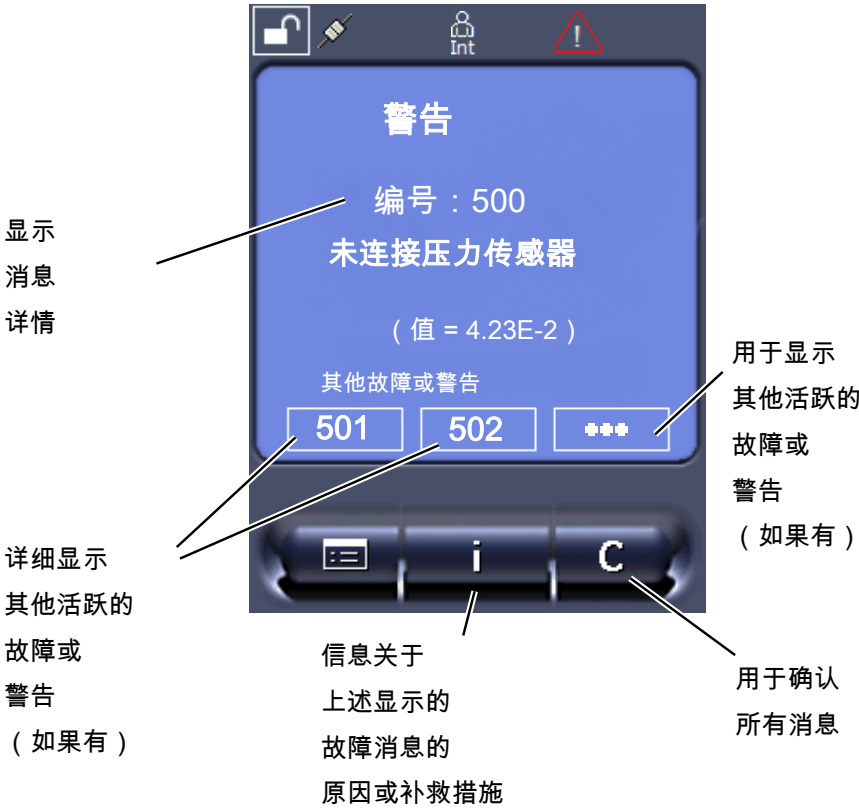 Int
警告
编号：500
未连接压力传感器
（值 = 4.23E-2）
其他故障或警告
501
502
•••
i
C
显示
消息
详情
用于显示
其他活跃的
故障或
警告
（如果有）
详细显示
其他活跃的
故障或
警告
（如果有）
信息关于
上述显示的
故障消息的
原因或补救措施
用于确认
所有消息